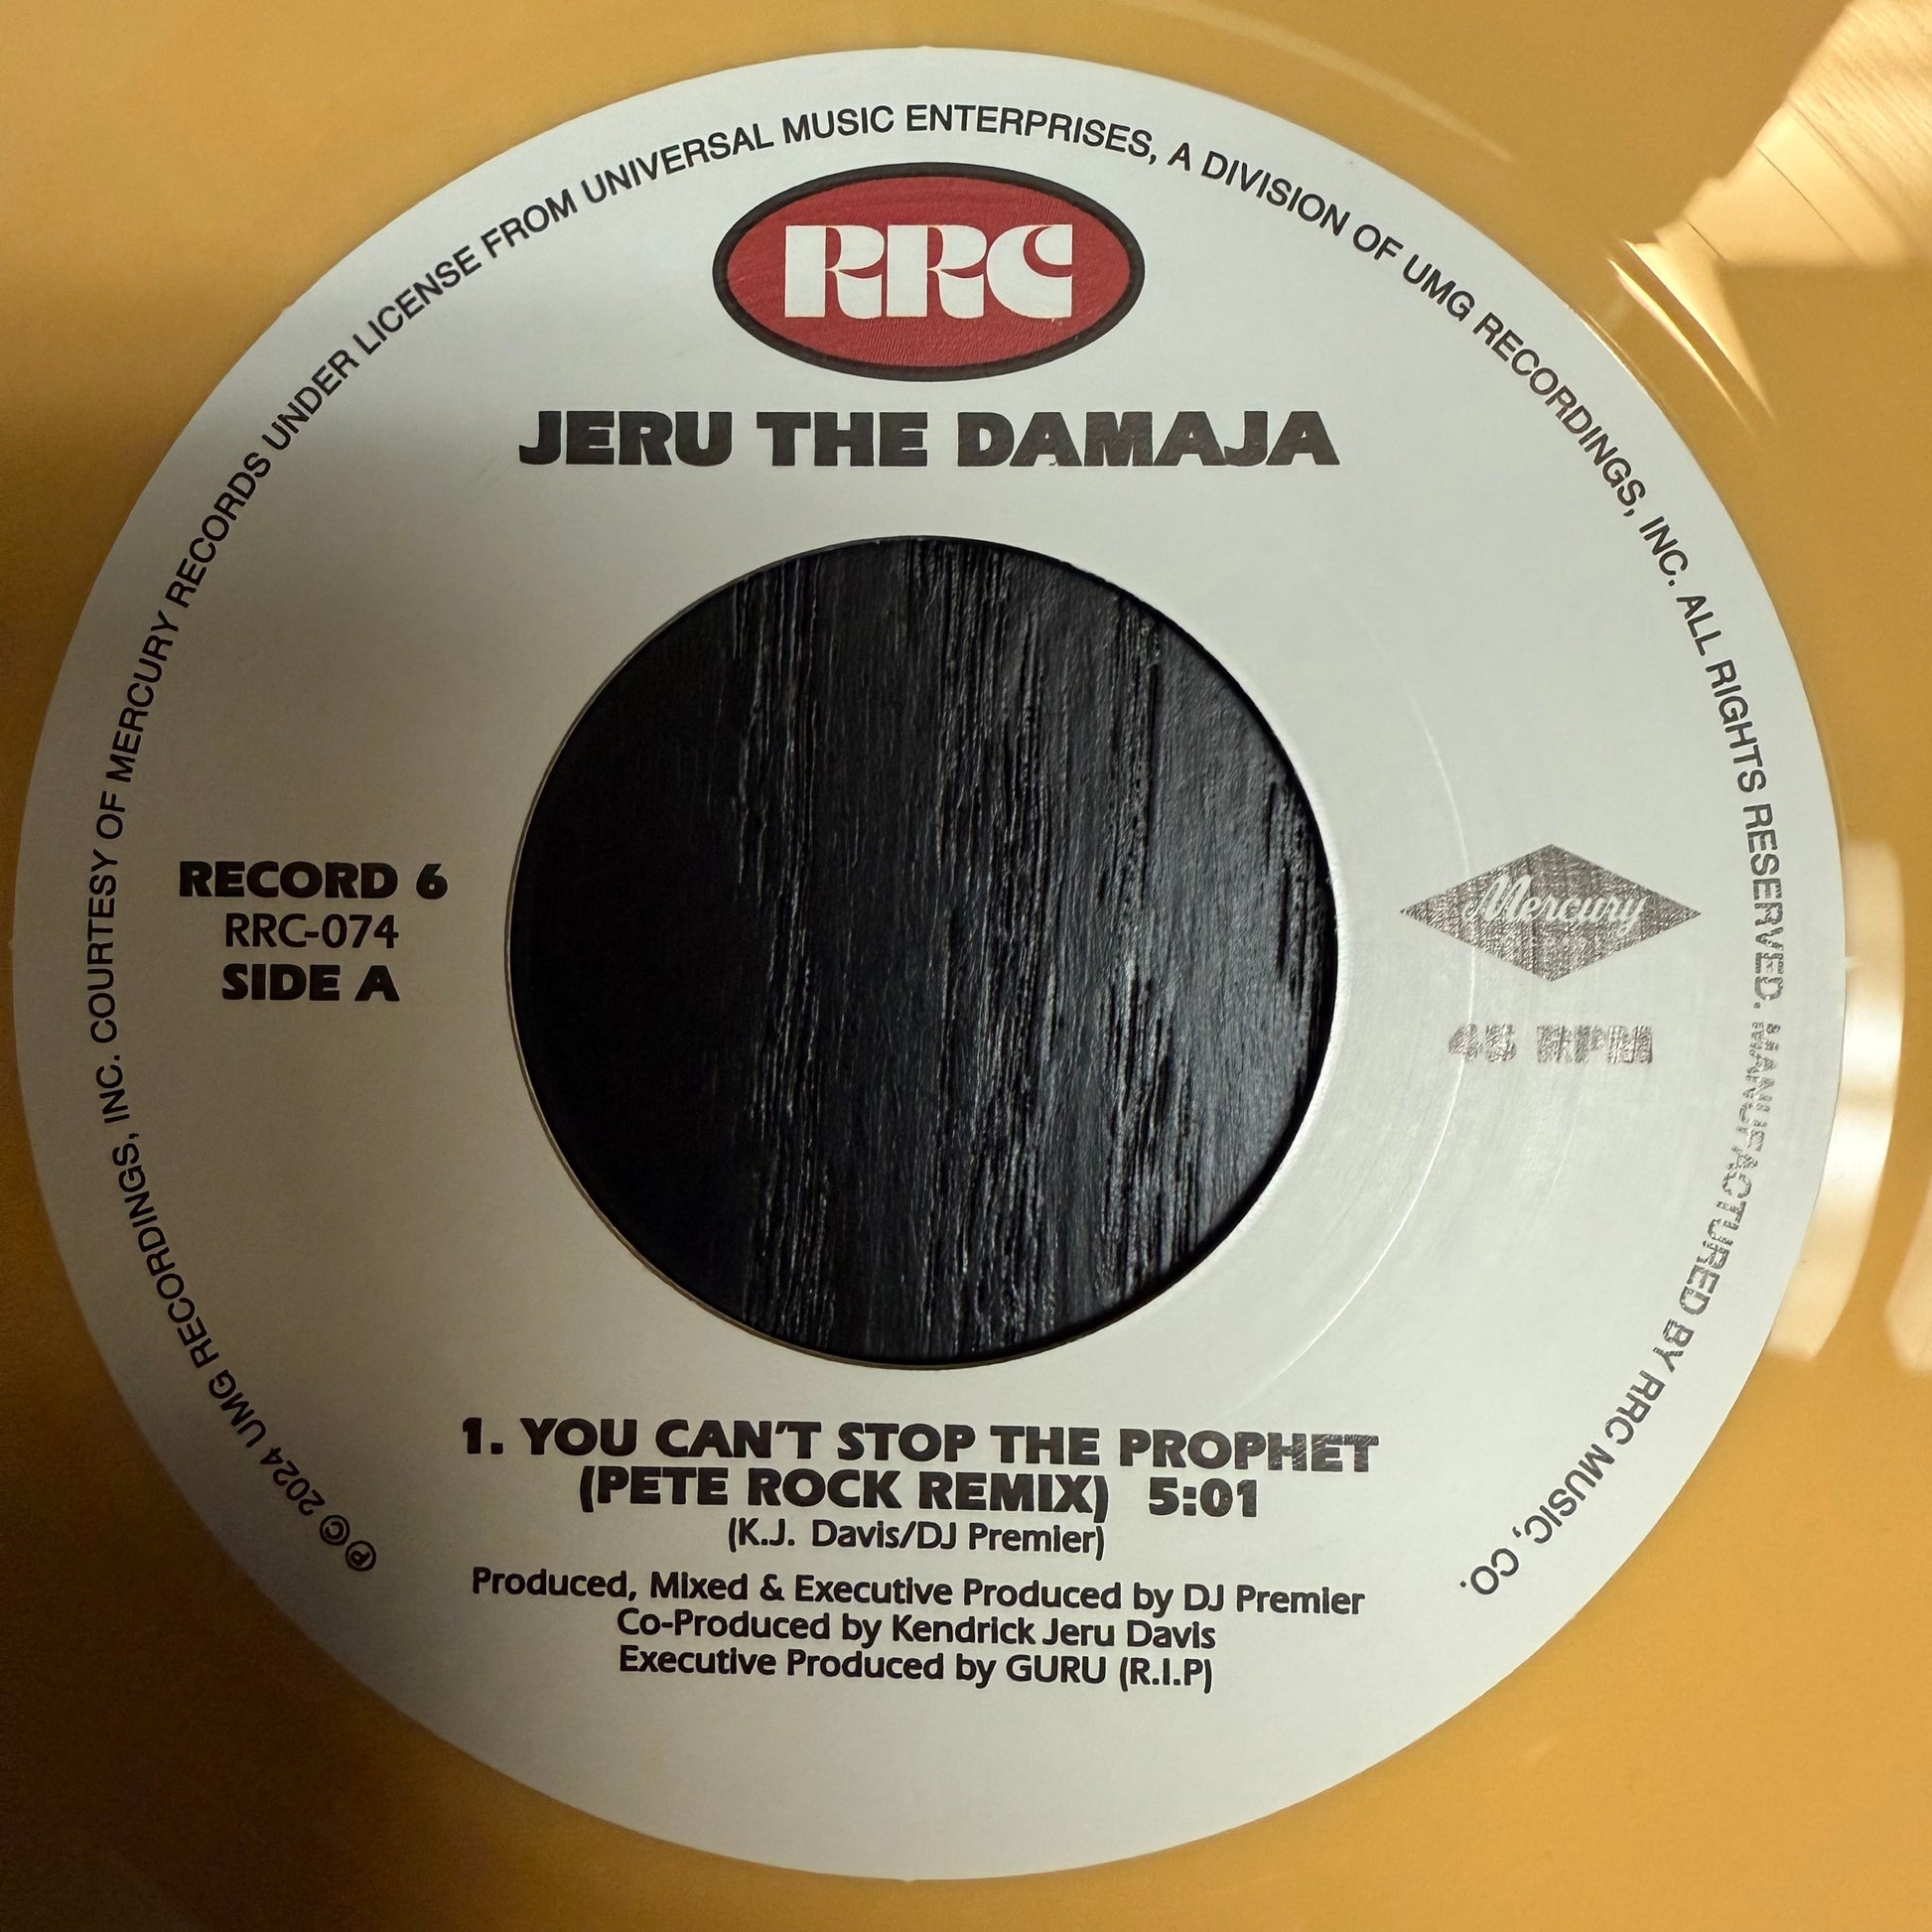 ℗© 2024 UMG RECORDINGS, INC. COURTESY OF MERCURY RECORDS UNDER LICENSE FROM UNIVERSAL MUSIC ENTERPRISES, A DIVISION OF UMG RECORDINGS, INC. ALL RIGHTS RESERVED. MANUFACTURED BY RRC MUSIC, CO.
RRC
JERU THE DAMAJA
RECORD 6
RRC-074
SIDE A
Mercury
45 RPM
1. YOU CAN'T STOP THE PROPHET
(PETE ROCK REMIX) 5:01
(K.J. Davis/DJ Premier)
Produced, Mixed & Executive Produced by DJ Premier
Co-Produced by Kendrick Jeru Davis
Executive Produced by GURU (R.I.P)